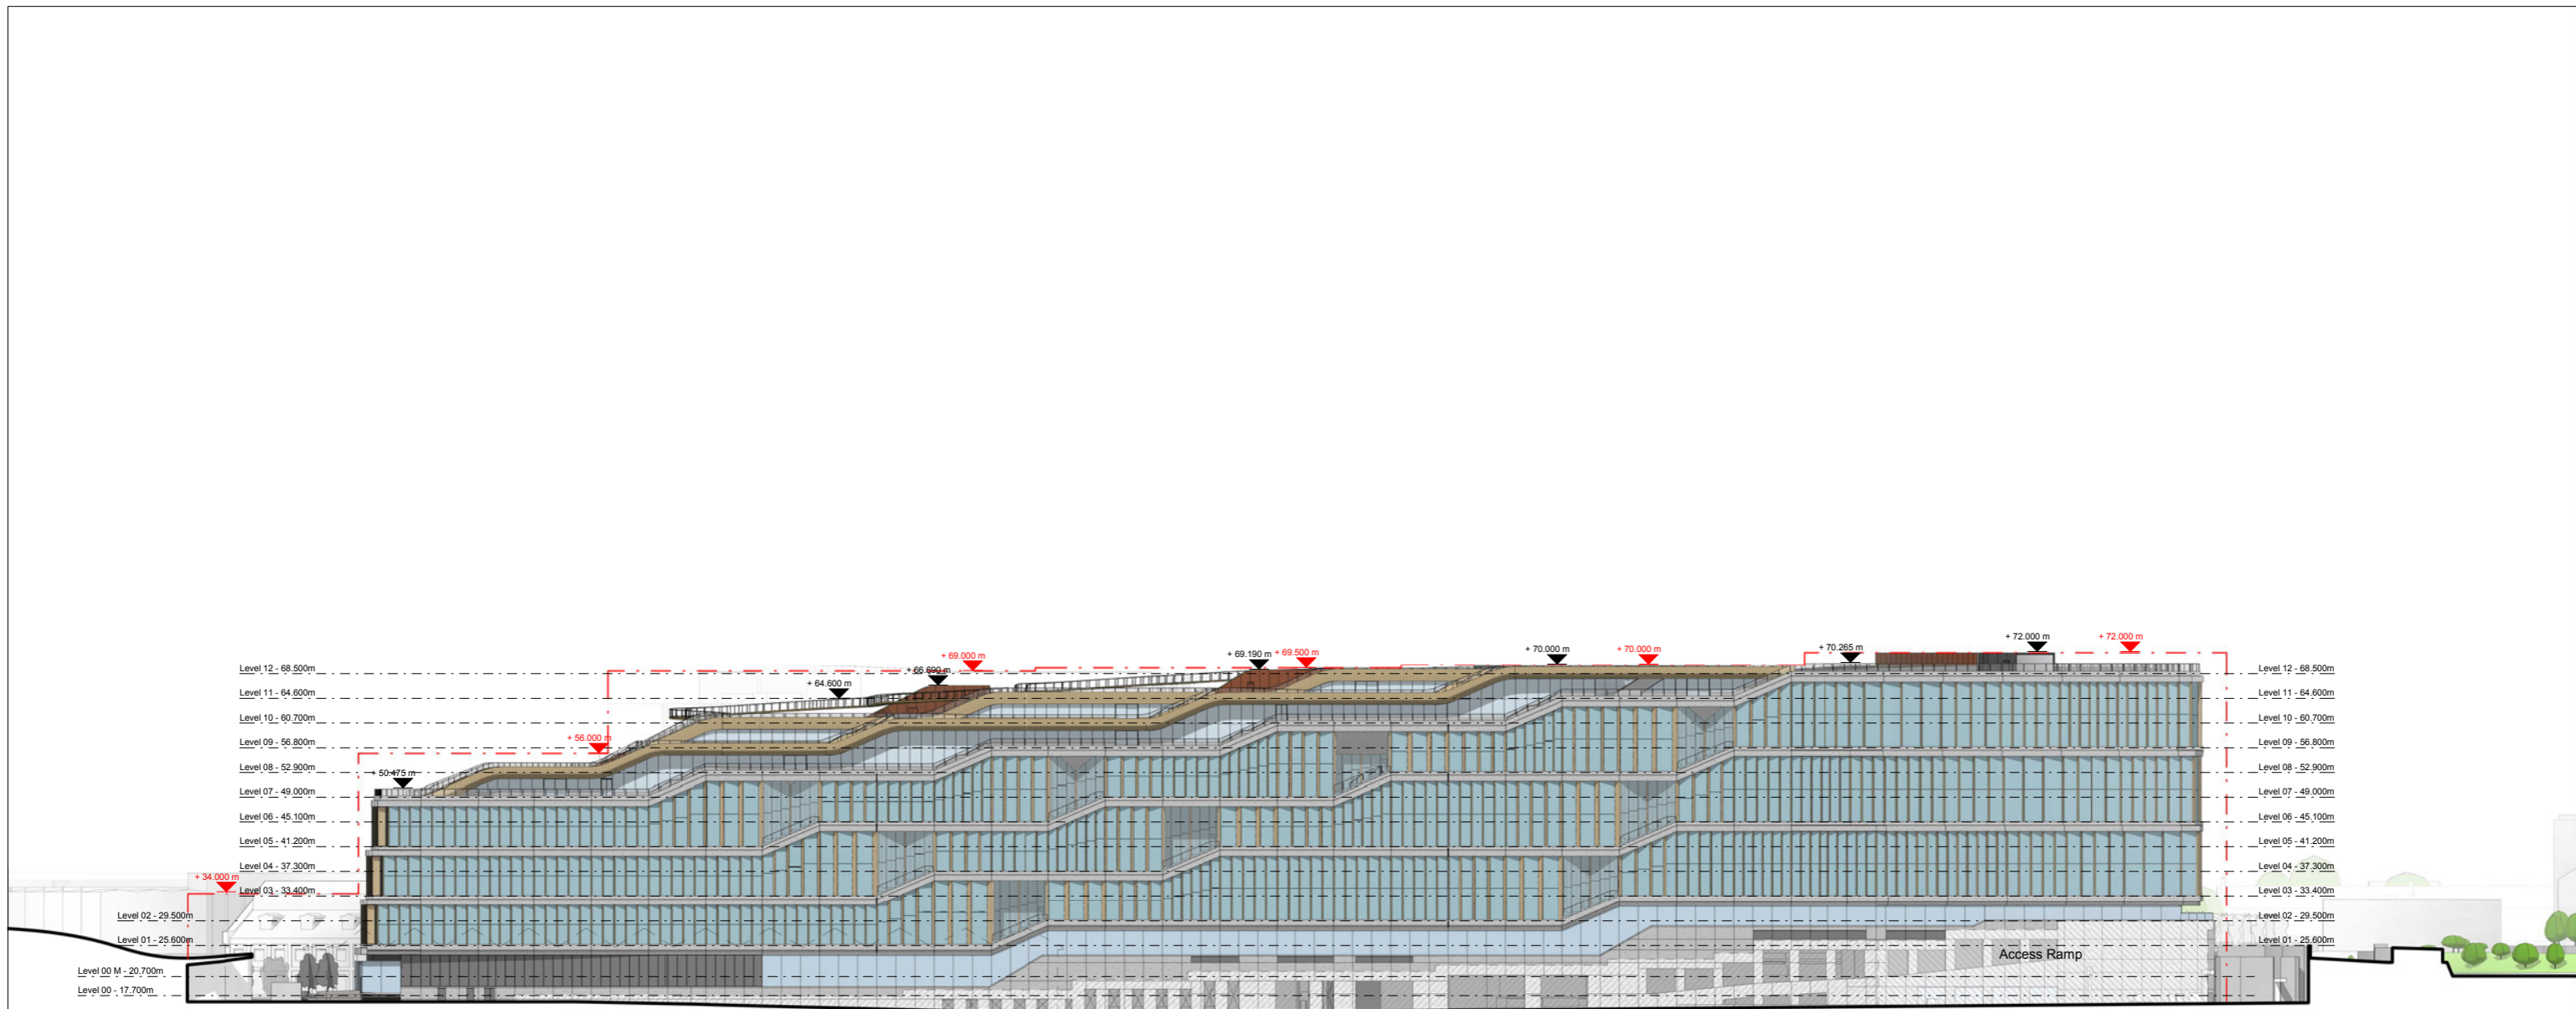 + 72.000 m
+ 72.000 m
+ 70.265 m
+ 70.000 m
+ 70.000 m
+ 69.190 m
+ 69.500 m
+ 69.000 m
+ 66.690 m
+ 64.600 m
+ 56.000 m
+ 50.475 m
+ 34.000 m
Level 12 - 68.500m
Level 11 - 64.600m
Level 10 - 60.700m
Level 09 - 56.800m
Level 08 - 52.900m
Level 07 - 49.000m
Level 06 - 45.100m
Level 05 - 41.200m
Level 04 - 37.300m
Level 03 - 33.400m
Level 02 - 29.500m
Level 01 - 25.600m
Level 00 M - 20.700m
Level 00 - 17.700m
Level 12 - 68.500m
Level 11 - 64.600m
Level 10 - 60.700m
Level 09 - 56.800m
Level 08 - 52.900m
Level 07 - 49.000m
Level 06 - 45.100m
Level 05 - 41.200m
Level 04 - 37.300m
Level 03 - 33.400m
Level 02 - 29.500m
Level 01 - 25.600m
Access Ramp